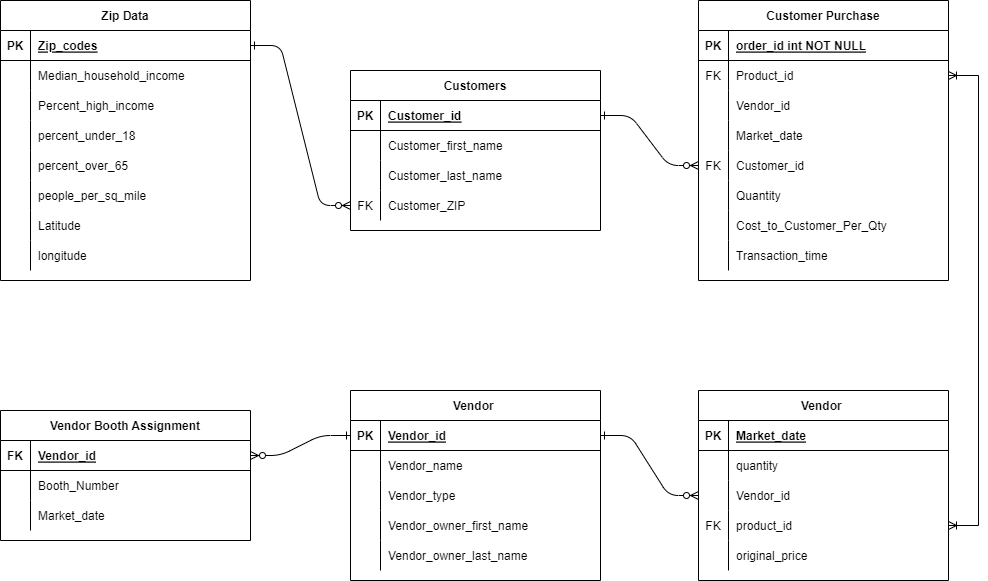 Zip Data
PK Zip_codes
Median_household_income
Percent_high_income
percent_under_18
percent_over_65
people_per_sq_mile
Latitude
longitude
Customers
PK Customer_id
Customer_first_name
Customer_last_name
FK Customer_ZIP
Customer Purchase
PK order_id int NOT NULL
FK Product_id
Vendor_id
Market_date
FK Customer_id
Quantity
Cost_to_Customer_Per_Qty
Transaction_time
Vendor Booth Assignment
FK Vendor_id
Booth_Number
Market_date
Vendor
PK Vendor_id
Vendor_name
Vendor_type
Vendor_owner_first_name
Vendor_owner_last_name
Vendor
PK Market_date
quantity
Vendor_id
FK product_id
original_price